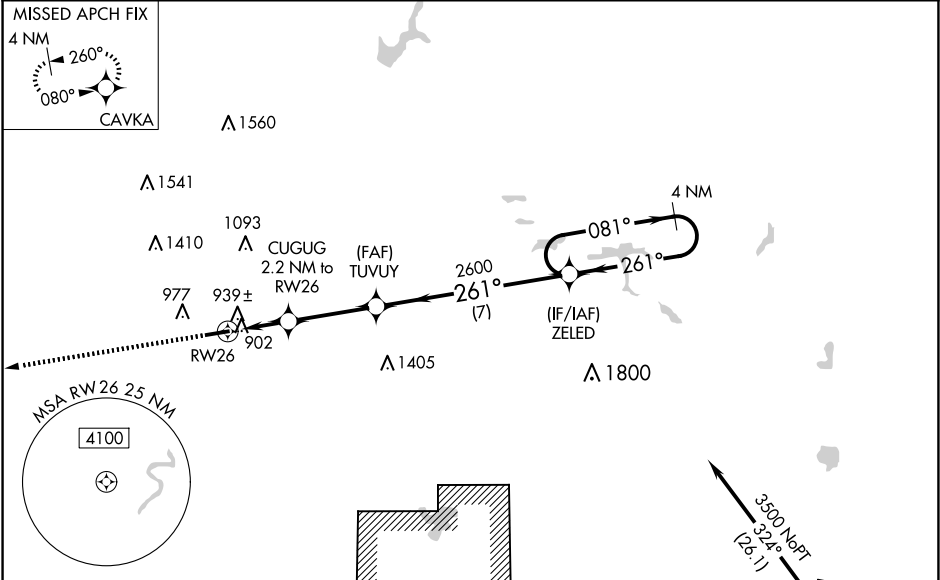 MISSED APCH FIX
4 NM
260°
080°
CAVKA
1560
1541
1093
1410
CUGUG
2.2 NM to
RW26
(FAF)
TUVUY
4 NM
081°
261°
2600
261°
(7)
(IF/IAF)
ZELED
977
939±
902
RW26
1405
1800
MSA RW 26 25 NM
4100
3500 NoPT
324°
(26.1)